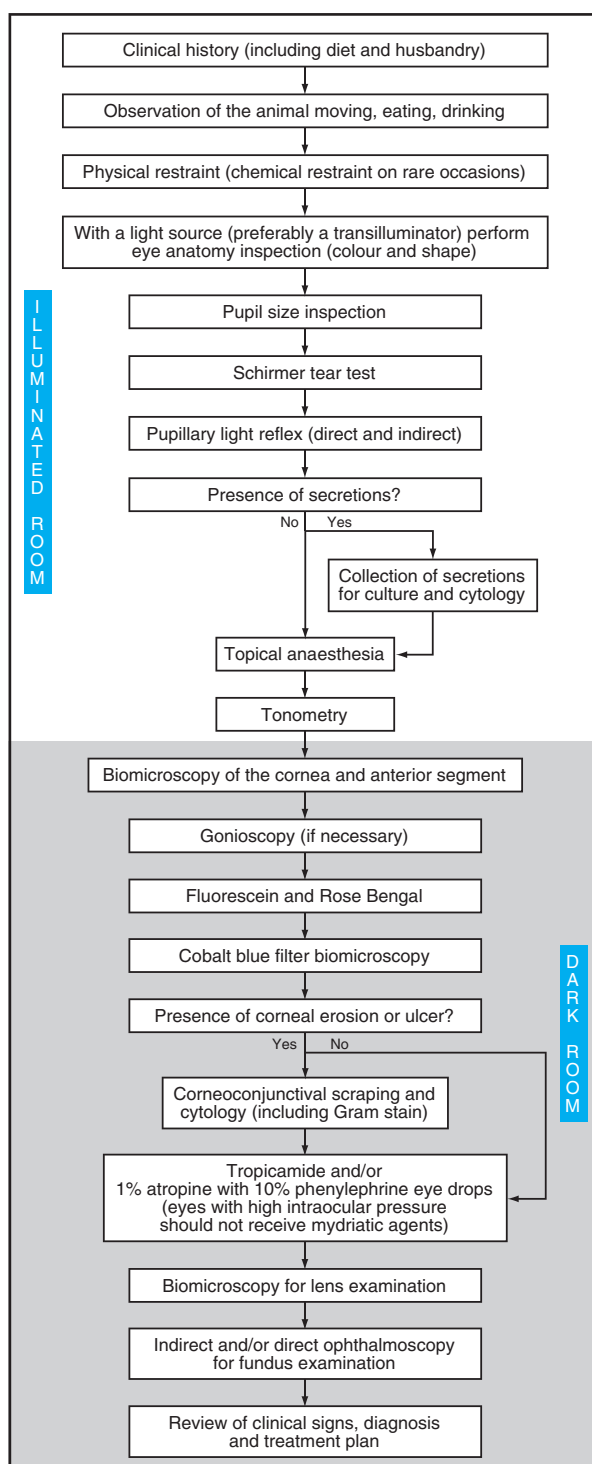 Clinical history (including diet and husbandry)
Observation of the animal moving, eating, drinking
Physical restraint (chemical restraint on rare occasions)
With a light source (preferably a transilluminator) perform
eye anatomy inspection (colour and shape)
ILLUMINATED ROOM
Pupil size inspection
Schirmer tear test
Pupillary light reflex (direct and indirect)
Presence of secretions?
No Yes
Collection of secretions
for culture and cytology
Topical anaesthesia
Tonometry
Biomicroscopy of the cornea and anterior segment
Gonioscopy (if necessary)
Fluorescein and Rose Bengal
Cobalt blue filter biomicroscopy
DARK ROOM
Presence of corneal erosion or ulcer?
Yes No
Corneoconjunctival scraping and
cytology (including Gram stain)
Tropicamide and/or
1% atropine with 10% phenylephrine eye drops
(eyes with high intraocular pressure
should not receive mydriatic agents)
Biomicroscopy for lens examination
Indirect and/or direct ophthalmoscopy
for fundus examination
Review of clinical signs, diagnosis
and treatment plan